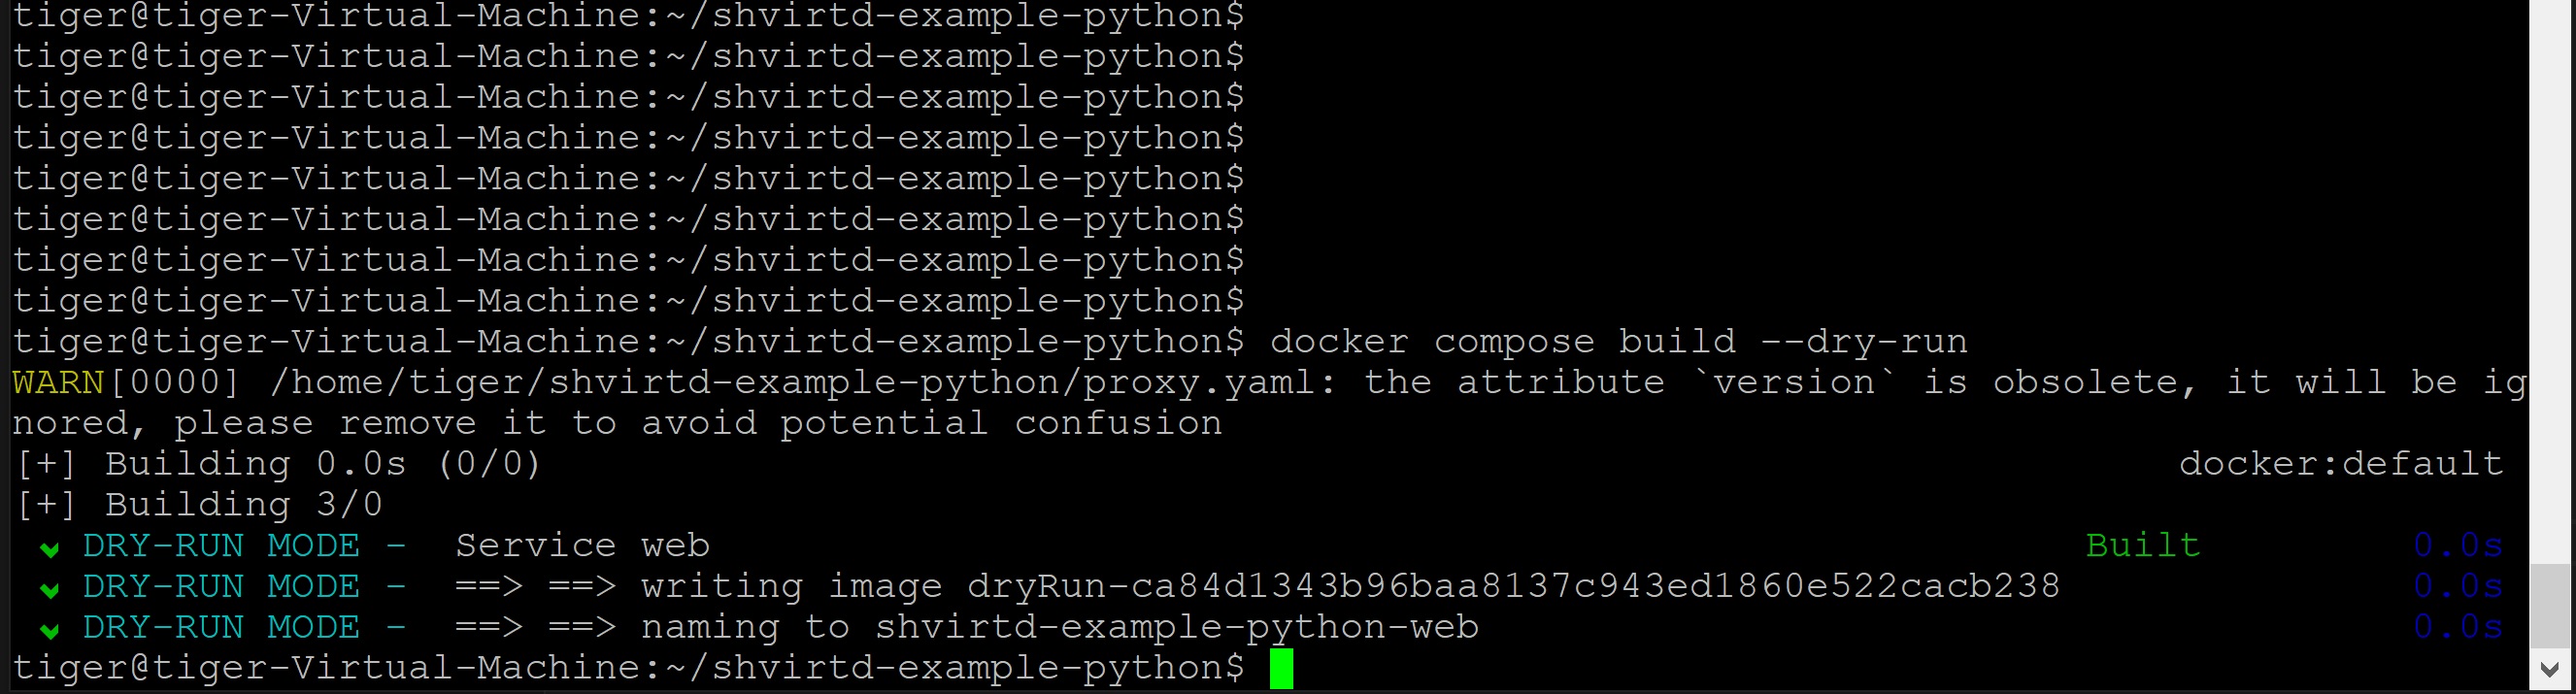 tiger@tiger-Virtual-Machine:~/shvirtd-example-python$
tiger@tiger-Virtual-Machine:~/shvirtd-example-python$
tiger@tiger-Virtual-Machine:~/shvirtd-example-python$
tiger@tiger-Virtual-Machine:~/shvirtd-example-python$
tiger@tiger-Virtual-Machine:~/shvirtd-example-python$
tiger@tiger-Virtual-Machine:~/shvirtd-example-python$
tiger@tiger-Virtual-Machine:~/shvirtd-example-python$
tiger@tiger-Virtual-Machine:~/shvirtd-example-python$
tiger@tiger-Virtual-Machine:~/shvirtd-example-python$ docker compose build --dry-run
WARN[0000] /home/tiger/shvirtd-example-python/proxy.yaml: the attribute `version` is obsolete, it will be ig
nored, please remove it to avoid potential confusion
[+] Building 0.0s (0/0) docker:default
[+] Building 3/0
✔ DRY-RUN MODE -  Service web Built 0.0s
✔ DRY-RUN MODE -  ==> ==> writing image dryRun-ca84d1343b96baa8137c943ed1860e522cacb238 0.0s
✔ DRY-RUN MODE -  ==> ==> naming to shvirtd-example-python-web 0.0s
tiger@tiger-Virtual-Machine:~/shvirtd-example-python$